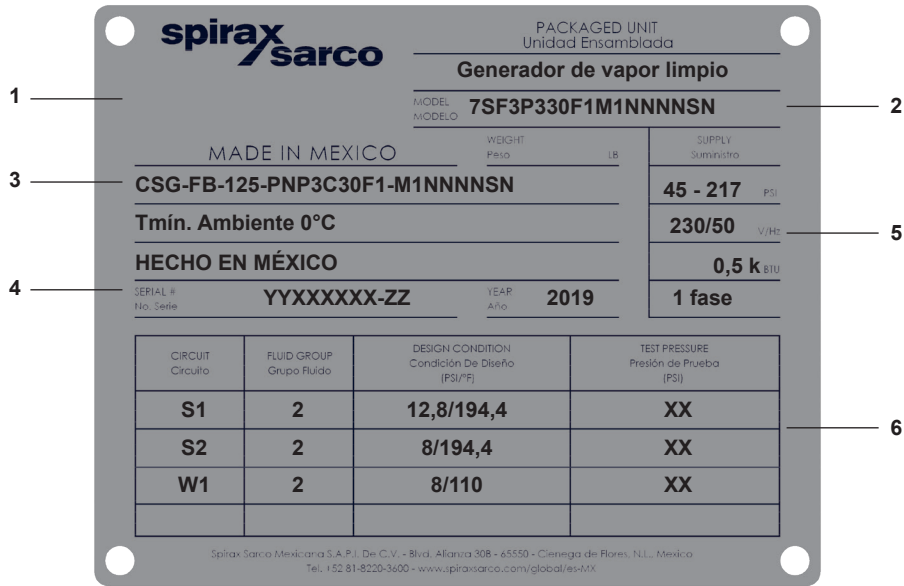 spirax
sarco
PACKAGED UNIT
Unidad Ensamblada
Generador de vapor limpio
1
MODEL
MODELO
7SF3P330F1M1NNNNSN
2
MADE IN MEXICO
WEIGHT
Peso
LB
SUPPLY
Suministro
3
CSG-FB-125-PNP3C30F1-M1NNNNSN
45 - 217 PSI
Tmín. Ambiente 0°C
230/50 V/Hz
5
HECHO EN MÉXICO
0,5 k BTU
4
SERIAL #
No. Serie
YYXXXXXX-ZZ
YEAR
Año
2019
1 fase
CIRCUIT
Circuito
FLUID GROUP
Grupo Fluido
DESIGN CONDITION
Condición De Diseño
(PSI/°F)
TEST PRESSURE
Presión de Prueba
(PSI)
S1 2 12,8/194,4 XX
6
S2 2 8/194,4 XX
W1 2 8/110 XX
Spirax Sarco Mexicana S.A.P.I. De C.V. - Blvd. Alianza 30B - 65550 - Cienega de Flores, N.L., Mexico
Tel. +52 81-8220-3600 - www.spiraxsarco.com/global/es-MX